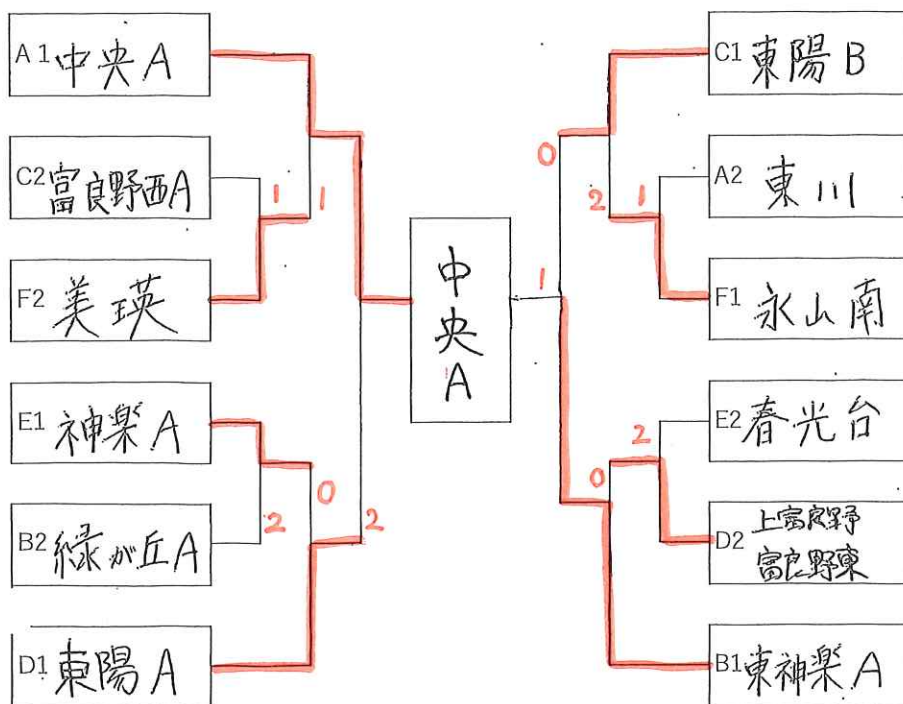 A1 中央A
C2 富良野西A
F2 美瑛
E1 神楽A
B2 緑が丘A
D1 東陽A
1
1
0
2
2
中央A
1
0
2
1
2
0
C1 東陽B
A2 東川
F1 永山南
E2 春光台
D2 上富良野
富良野東
B1 東神楽A